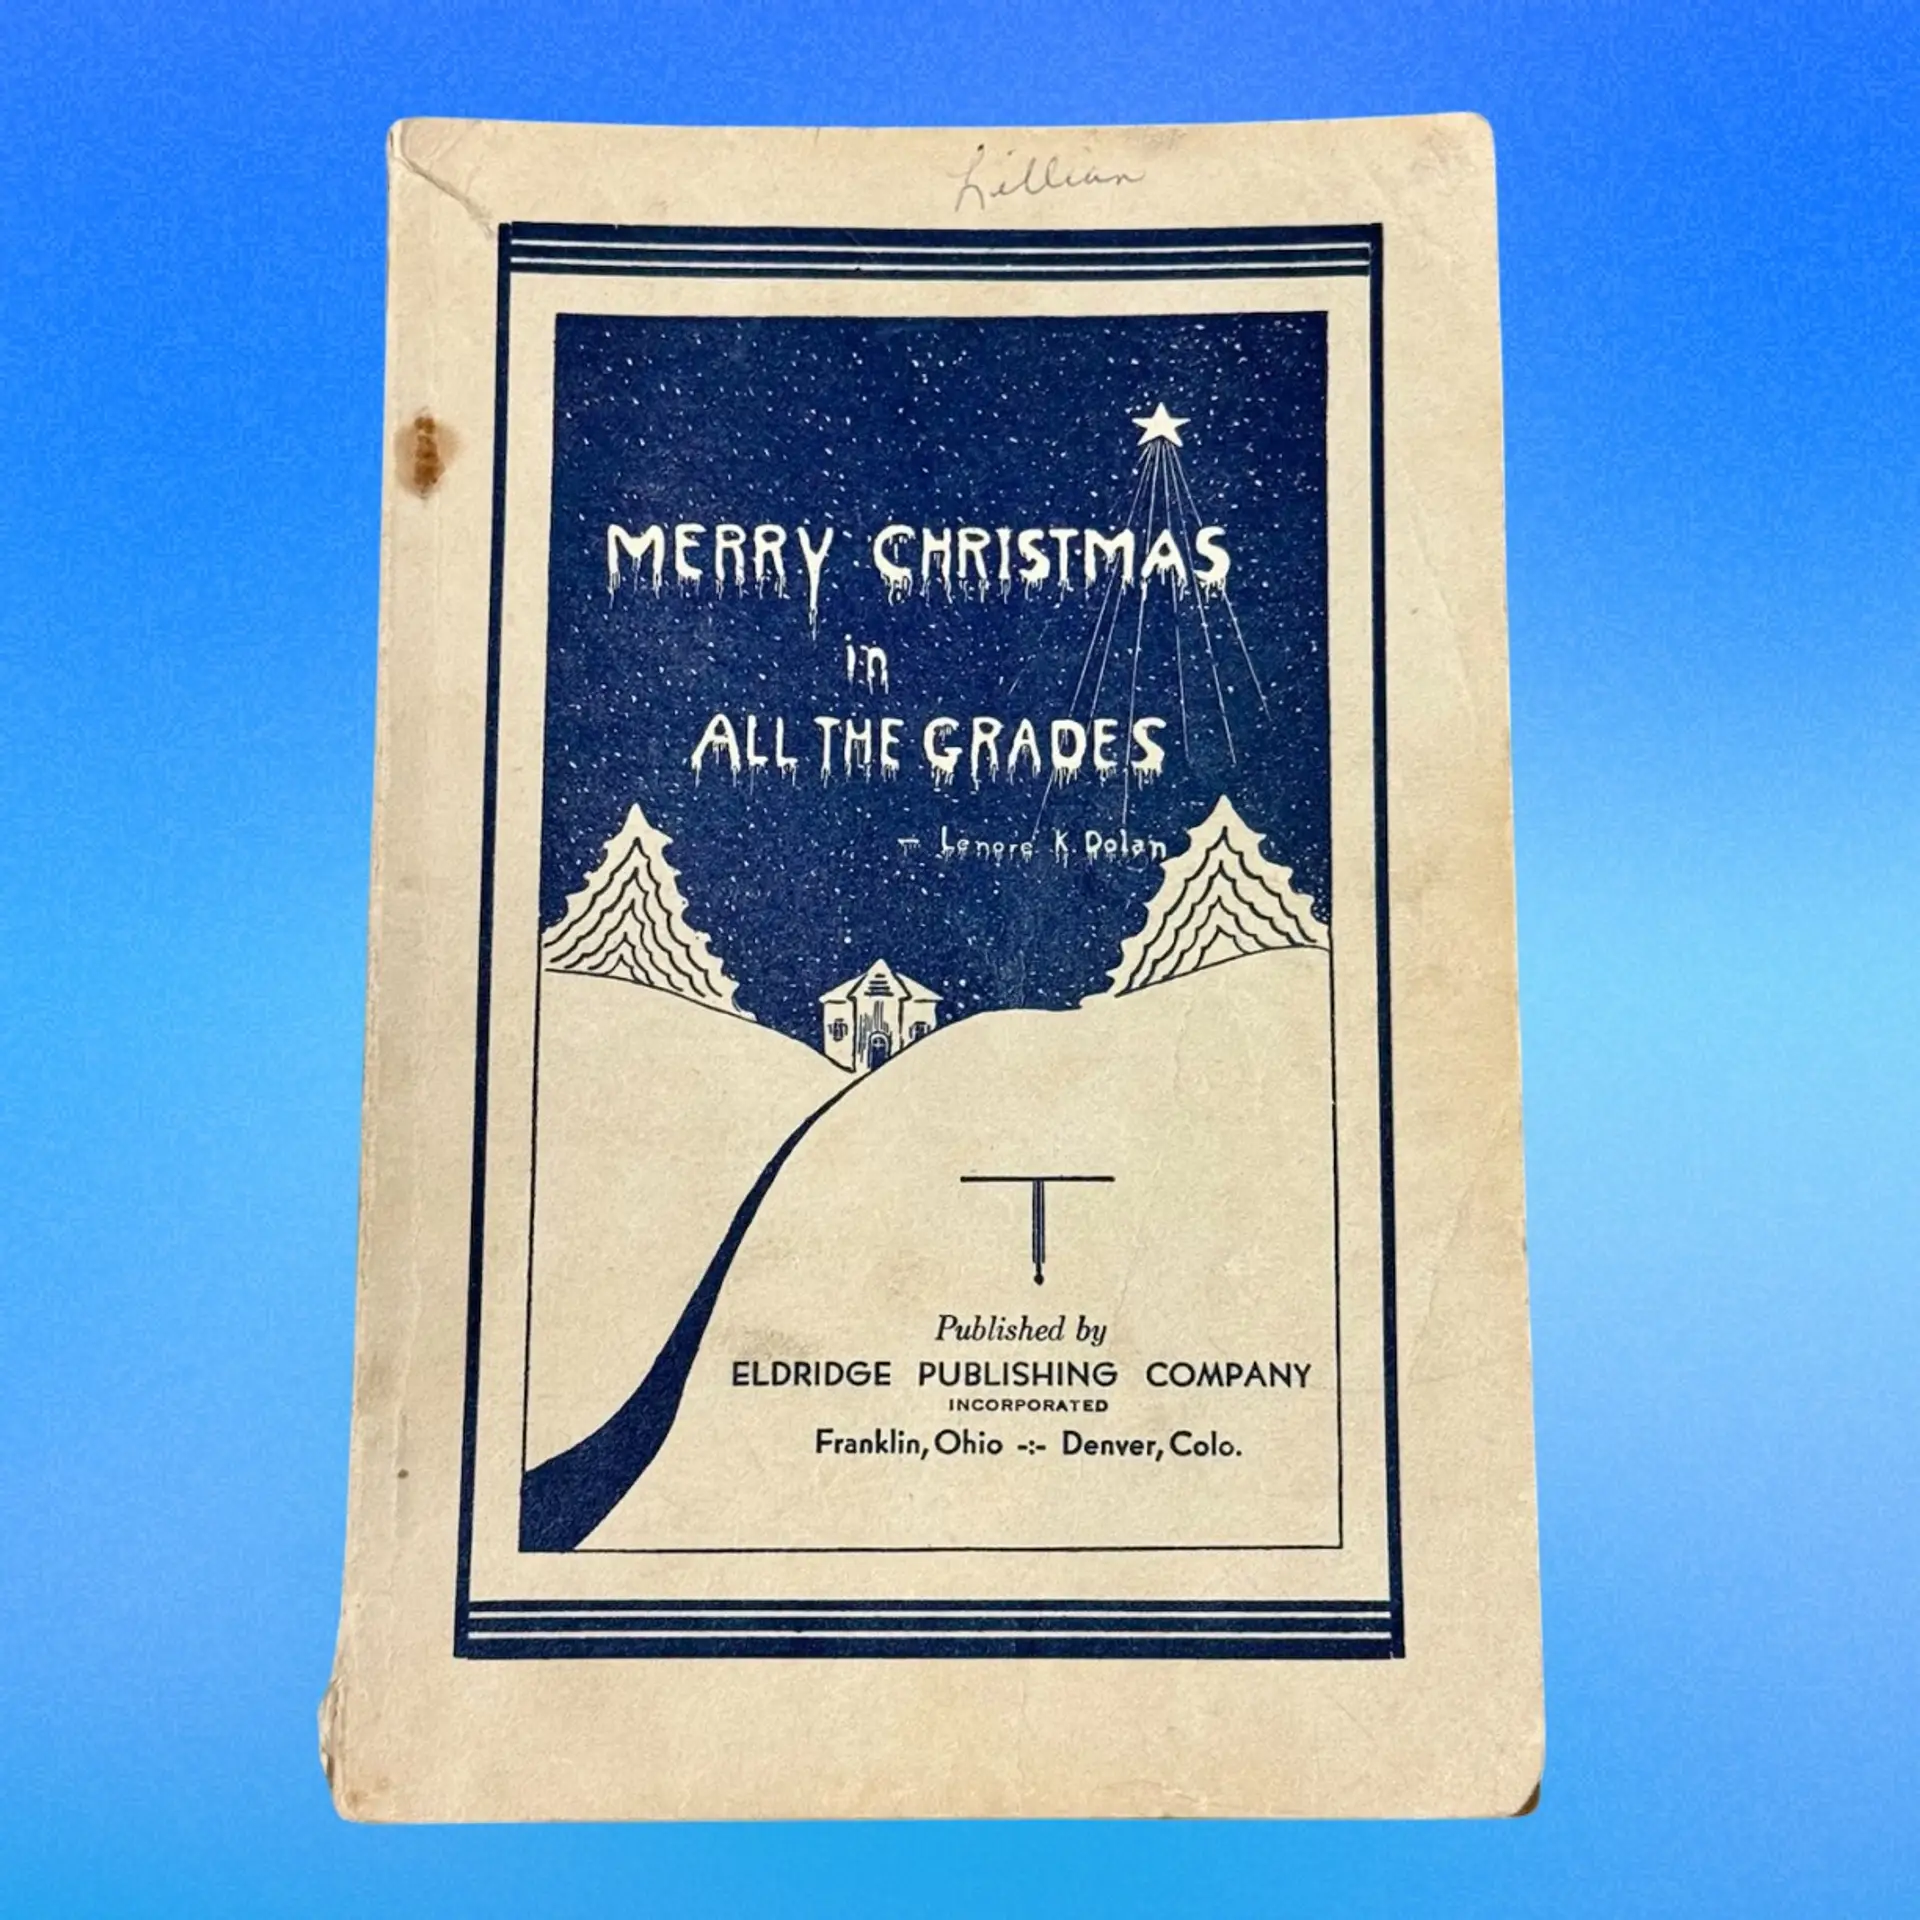 Lillian
MERRY CHRISTMAS
in
ALL THE GRADES
- Lenore K. Dolan
Published by
ELDRIDGE PUBLISHING COMPANY
INCORPORATED
Franklin, Ohio -:- Denver, Colo.